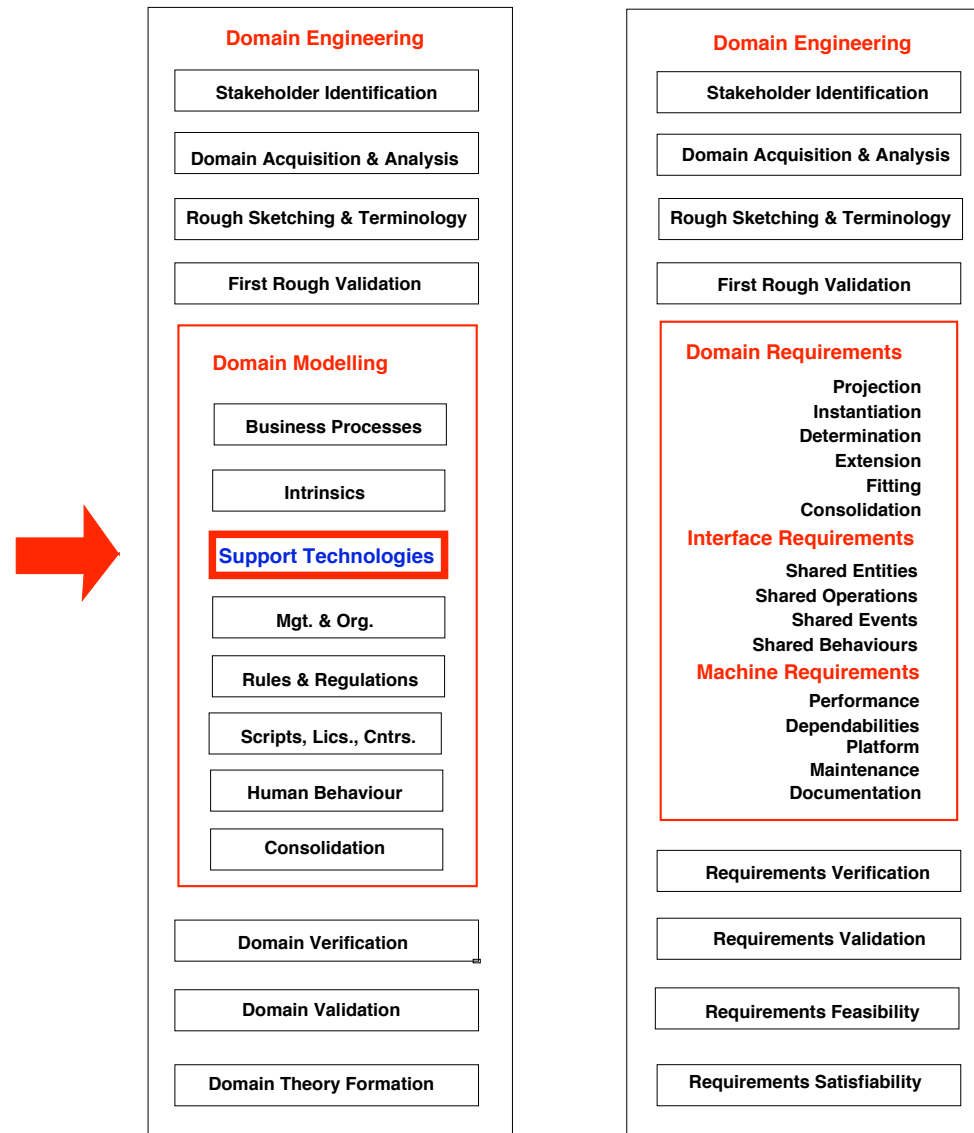 Domain Engineering
Stakeholder Identification
Domain Acquisition & Analysis
Rough Sketching & Terminology
First Rough Validation
Domain Modelling
Business Processes
Intrinsics
Support Technologies
Mgt. & Org.
Rules & Regulations
Scripts, Lics., Cntrs.
Human Behaviour
Consolidation
Domain Verification
Domain Validation
Domain Theory Formation
Domain Engineering
Stakeholder Identification
Domain Acquisition & Analysis
Rough Sketching & Terminology
First Rough Validation
Domain Requirements
Projection
Instantiation
Determination
Extension
Fitting
Consolidation
Interface Requirements
Shared Entities
Shared Operations
Shared Events
Shared Behaviours
Machine Requirements
Performance
Dependabilities
Platform
Maintenance
Documentation
Requirements Verification
Requirements Validation
Requirements Feasibility
Requirements Satisfiability